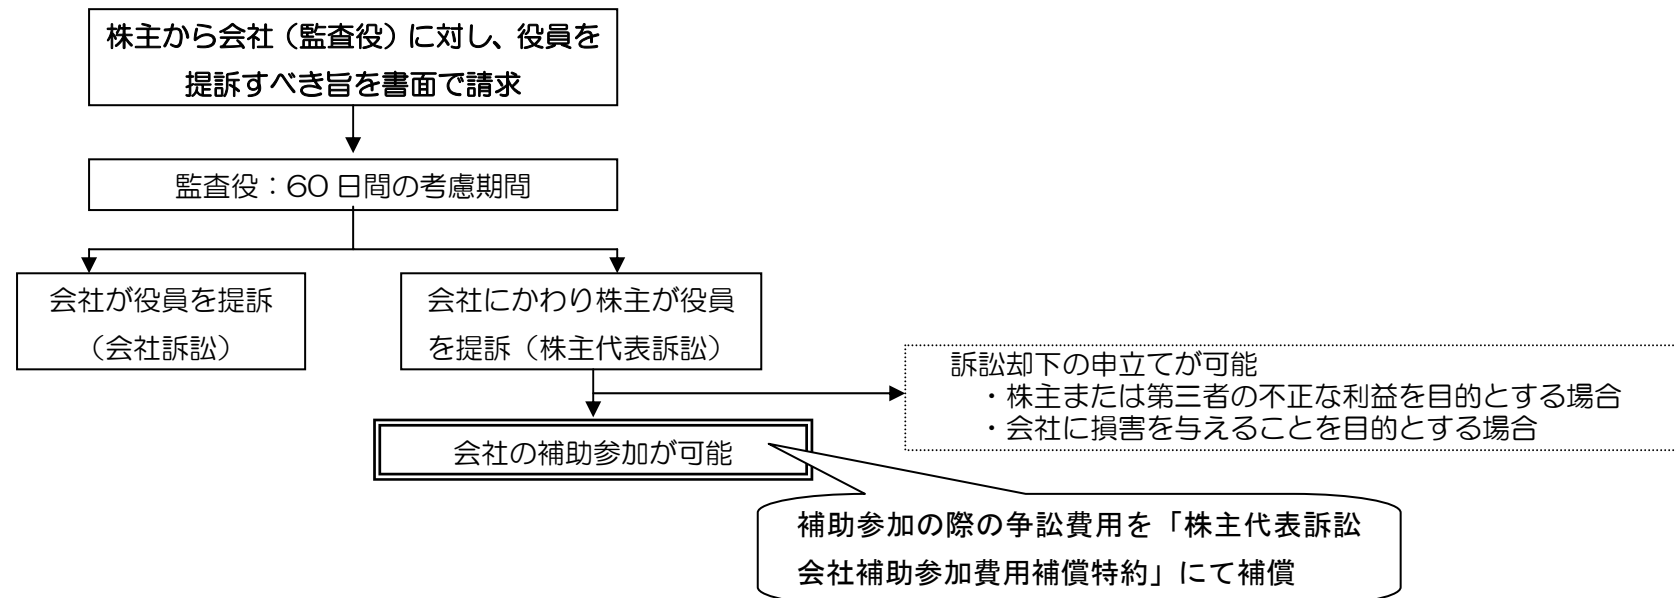 株主から会社（監査役）に対し、役員を
提訴すべき旨を書面で請求
監査役：60日間の考慮期間
会社が役員を提訴
（会社訴訟）
会社にかわり株主が役員
を提訴（株主代表訴訟）
訴訟却下の申立てが可能
・株主または第三者の不正な利益を目的とする場合
・会社に損害を与えることを目的とする場合
会社の補助参加が可能
補助参加の際の争訟費用を「株主代表訴訟
会社補助参加費用補償特約」にて補償